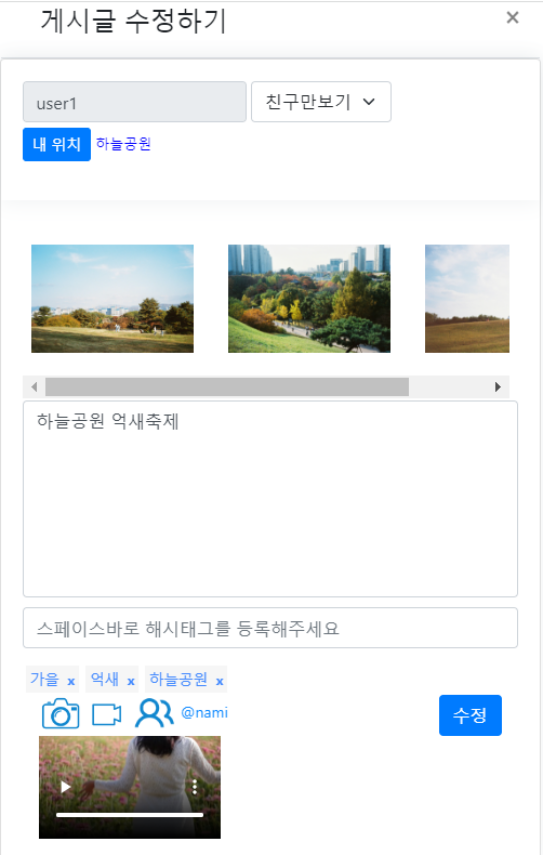 게시글 수정하기 ×
user1 친구만보기
내 위치 하늘공원
하늘공원 억새축제
스페이스바로 해시태그를 등록해주세요
가을 x 억새 x 하늘공원 x
@nami 수정